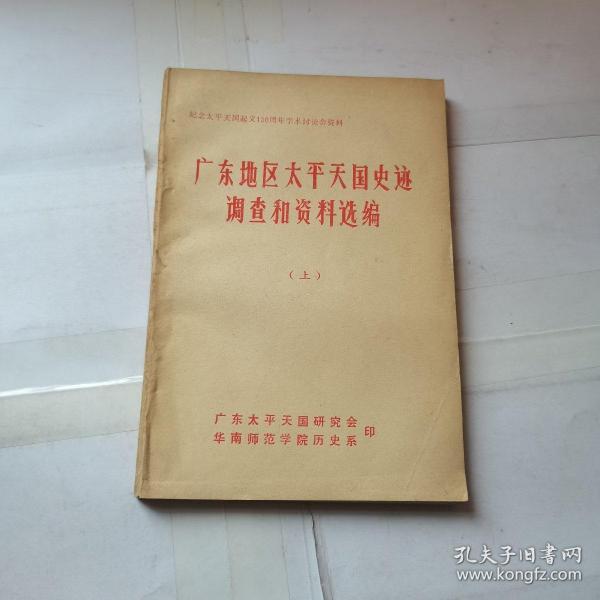 纪念太平天国起义130周年学术讨论会资料
广东地区太平天国史迹
调查和资料选编
（上）
广东太平天国研究会
华南师范学院历史系
印
孔夫子旧书网
www.kongfz.com